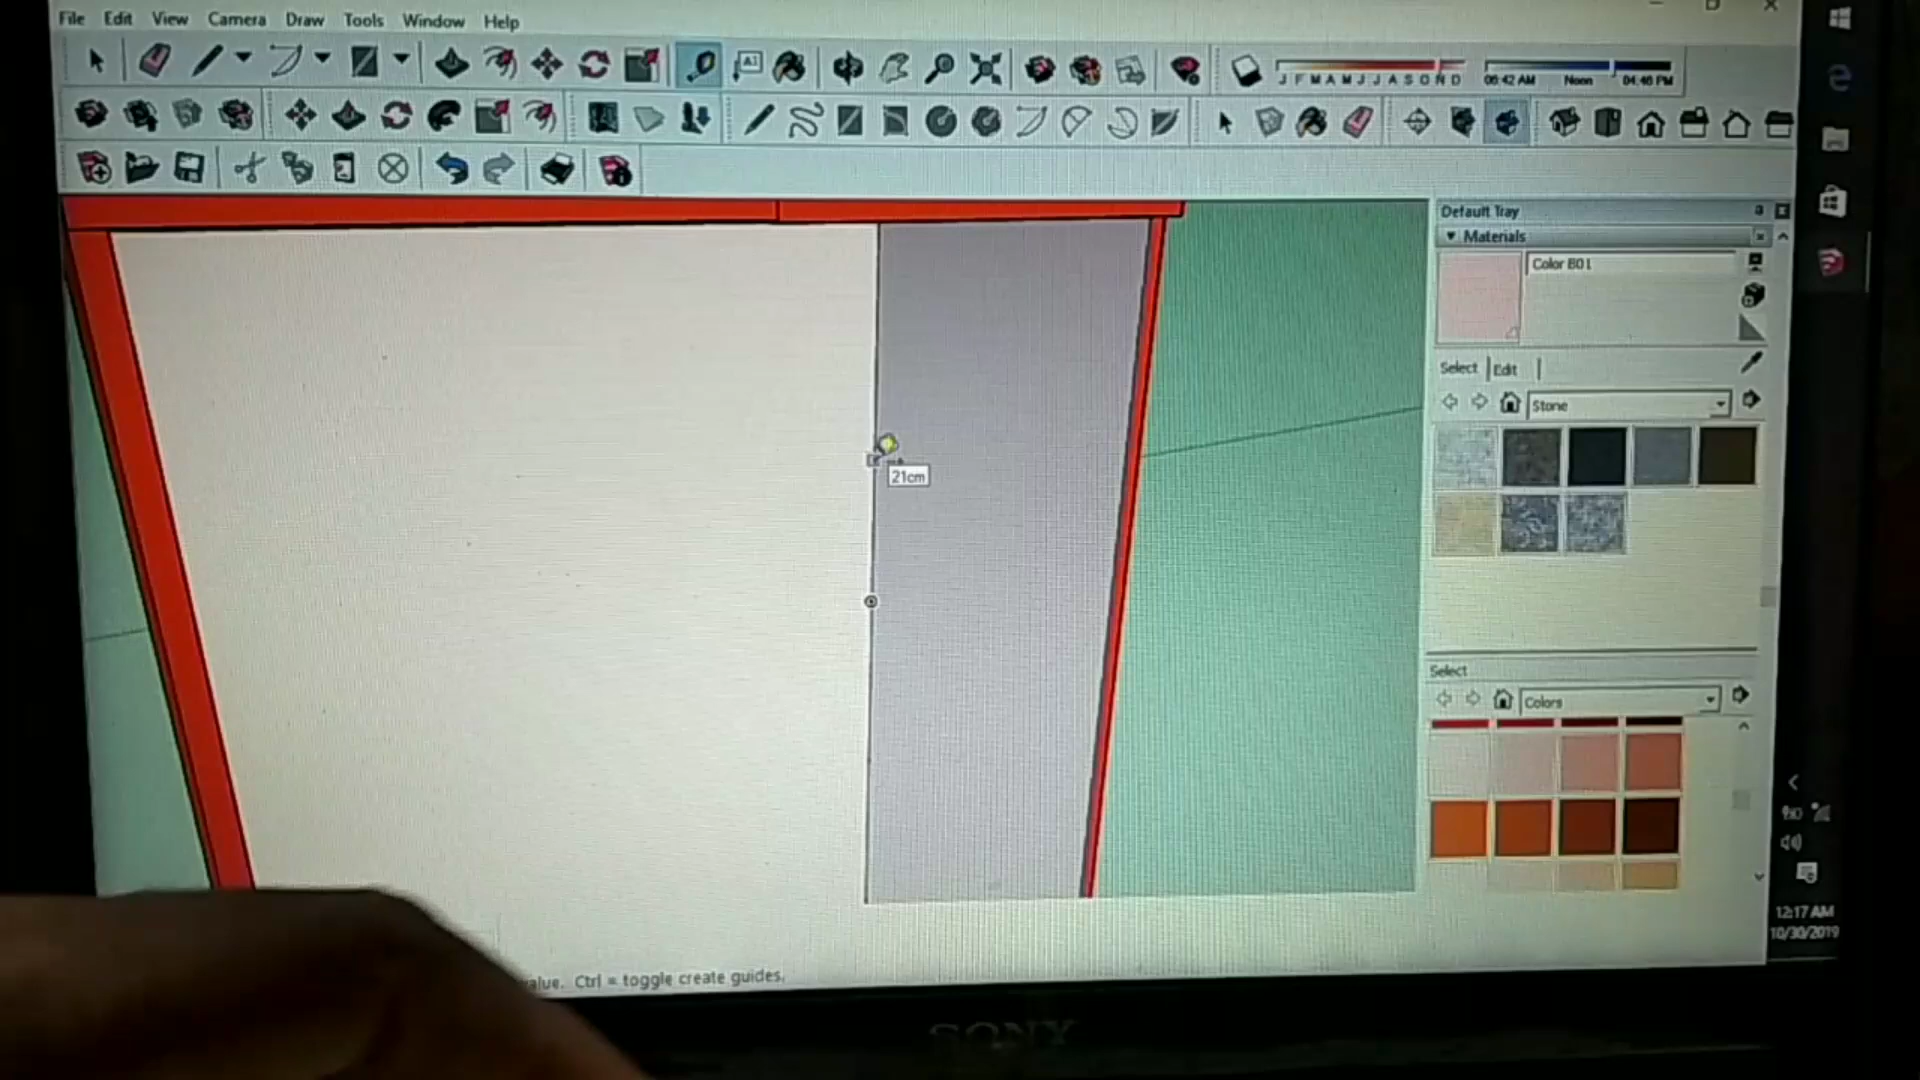 File Edit View Camera Draw Tools Window Help
J F M A M J J A S O N D
06:42 AM Noon 04:46 PM
Default Tray
Materials
Color B01
Select Edit
Stone
21cm
Select
Colors
12:17 AM
10/30/2019
value. Ctrl = toggle create guides.
SONY